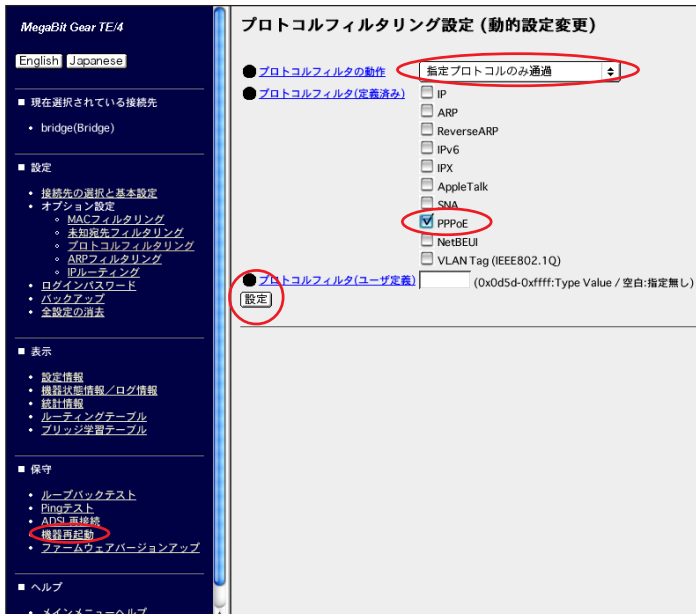 MegaBit Gear TE/4
English Japanese
■ 現在選択されている接続先
• bridge(Bridge)
■ 設定
• 接続先の選択と基本設定
• オプション設定
◦ MACフィルタリング
◦ 未知宛先フィルタリング
◦ プロトコルフィルタリング
◦ ARPフィルタリング
◦ IPルーティング
• ログインパスワード
• バックアップ
• 全設定の消去
■ 表示
• 設定情報
• 機器状態情報／ログ情報
• 統計情報
• ルーティングテーブル
• ブリッジ学習テーブル
■ 保守
• ループバックテスト
• Pingテスト
• ADSL再接続
• 機器再起動
• ファームウェアバージョンアップ
■ ヘルプ
• メインメニューヘルプ
プロトコルフィルタリング設定 (動的設定変更)
●プロトコルフィルタの動作 指定プロトコルのみ通過
●プロトコルフィルタ(定義済み) IP
ARP
ReverseARP
IPv6
IPX
AppleTalk
SNA
PPPoE
NetBEUI
VLAN Tag (IEEE802.1Q)
●プロトコルフィルタ(ユーザ定義) (0x0d5d-0xffff:Type Value / 空白:指定無し)
設定